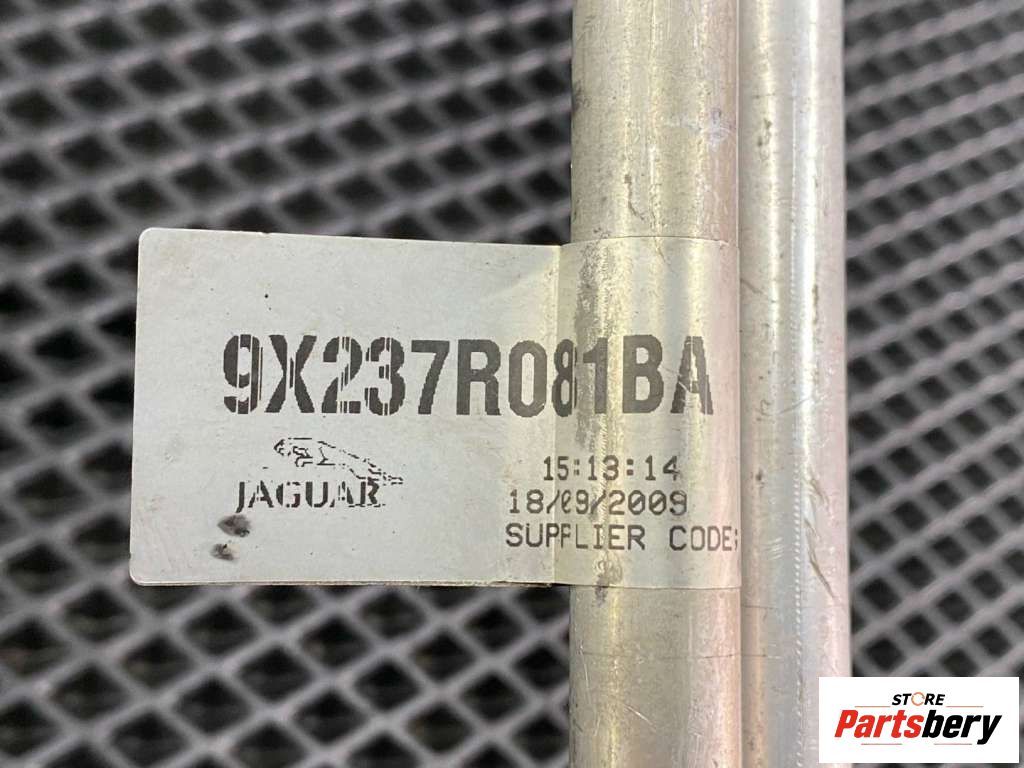 9X237R081BA
JAGUAR
15:13:14
18/09/2009
SUPPLIER CODE:
STORE
Partsbery